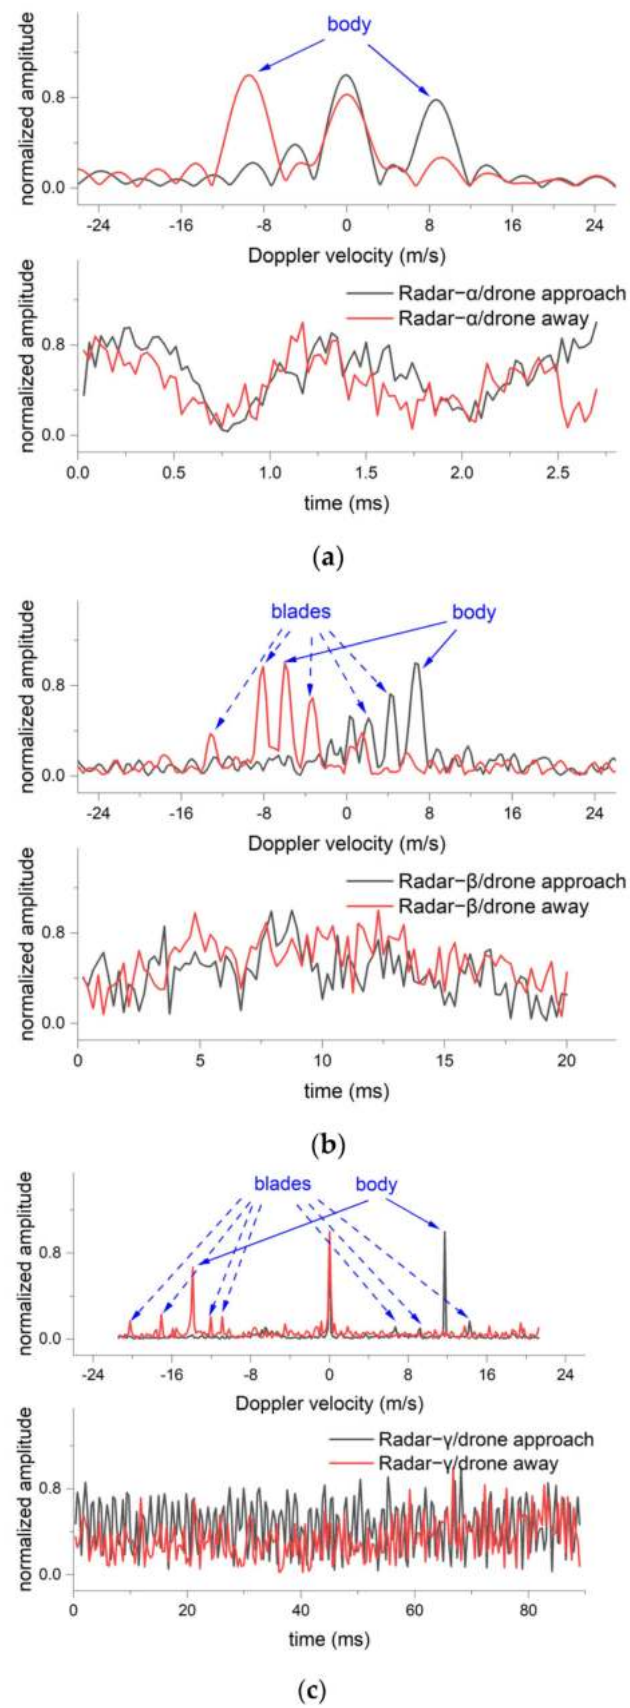 body
normalized amplitude
0.8
0.0
-24 -16 -8 0 8 16 24
Doppler velocity (m/s)
normalized amplitude
Radar−α/drone approach
Radar−α/drone away
0.8
0.0
0.0 0.5 1.0 1.5 2.0 2.5
time (ms)
(a)
blades body
normalized amplitude
0.8
0.0
-24 -16 -8 0 8 16 24
Doppler velocity (m/s)
normalized amplitude
Radar−β/drone approach
Radar−β/drone away
0.8
0.0
0 5 10 15 20
time (ms)
(b)
blades body
normalized amplitude
0.8
0.0
-24 -16 -8 0 8 16 24
Doppler velocity (m/s)
normalized amplitude
Radar−γ/drone approach
Radar−γ/drone away
0.8
0.0
0 20 40 60 80
time (ms)
(c)